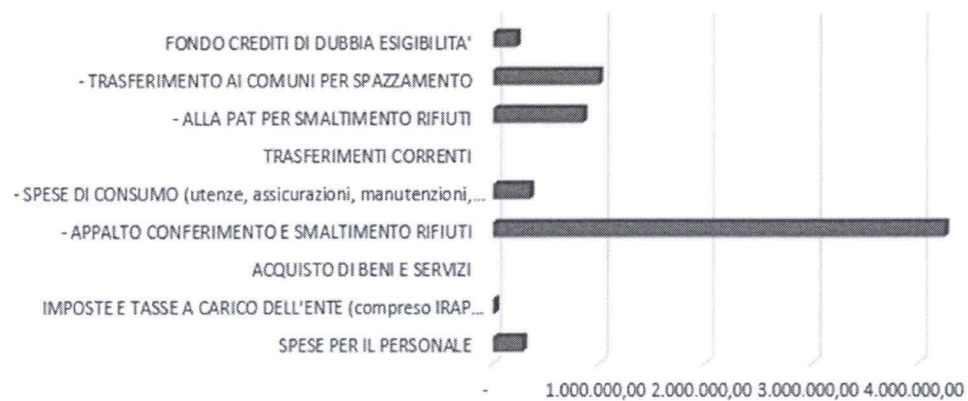 FONDO CREDITI DI DUBBIA ESIGIBILITA'
- TRASFERIMENTO AI COMUNI PER SPAZZAMENTO
- ALLA PAT PER SMALTIMENTO RIFIUTI
TRASFERIMENTI CORRENTI
- SPESE DI CONSUMO (utenze, assicurazioni, manutenzioni,...
- APPALTO CONFERIMENTO E SMALTIMENTO RIFIUTI
ACQUISTO DI BENI E SERVIZI
IMPOSTE E TASSE A CARICO DELL'ENTE (compreso IRAP...
SPESE PER IL PERSONALE
- 1.000.000,00 2.000.000,00 3.000.000,00 4.000.000,00